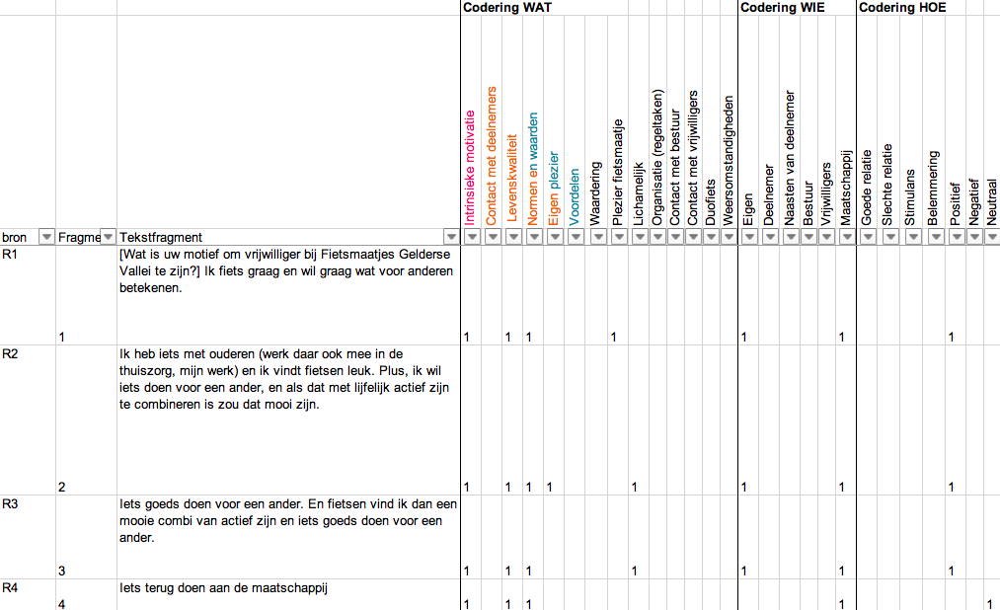 Codering WAT Codering WIE Codering HOE
Intrinsieke motivatie
Contact met deelnemers
Levenskwaliteit
Normen en waarden
Eigen plezier
Voordelen
Waardering
Plezier fietsmaatje
Lichamelijk
Organisatie (regeltaken)
Contact met bestuur
Contact met vrijwilligers
Duofiets
Weersomstandigheden
Eigen
Deelnemer
Naasten van deelnemer
Bestuur
Vrijwilligers
Maatschappij
Goede relatie
Slechte relatie
Stimulans
Belemmering
Positief
Negatief
Neutraal
bron Fragme Tekstfragment
R1 [Wat is uw motief om vrijwilliger bij Fietsmaatjes Gelderse
Vallei te zijn?] Ik fiets graag en wil graag wat voor anderen
betekenen.
1 1 1 1 1 1 1 1
R2 Ik heb iets met ouderen (werk daar ook mee in de
thuiszorg, mijn werk) en ik vindt fietsen leuk. Plus, ik wil
iets doen voor een ander, en als dat met lijfelijk actief zijn
te combineren is zou dat mooi zijn.
2 1 1 1 1 1 1 1 1
R3 Iets goeds doen voor een ander. En fietsen vind ik dan een
mooie combi van actief zijn en iets goeds doen voor een
ander.
3 1 1 1 1 1 1 1
R4 Iets terug doen aan de maatschappij
4 1 1 1 1 1